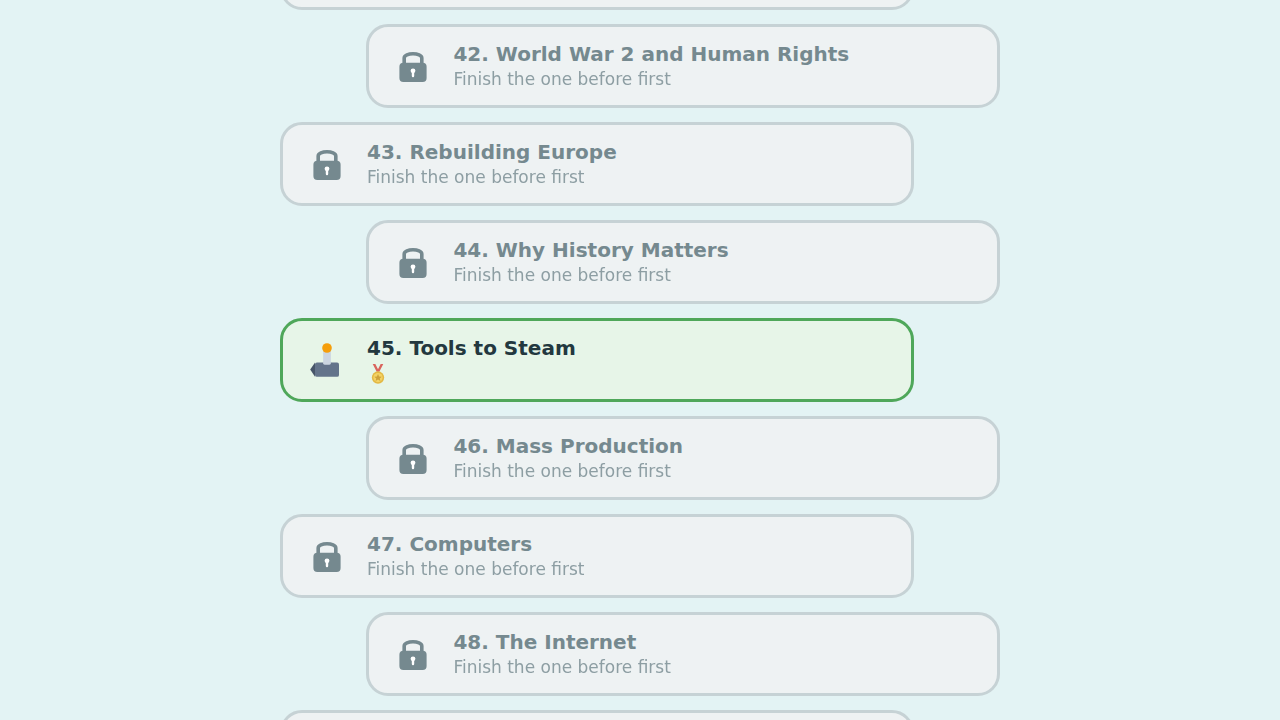 42. World War 2 and Human Rights
Finish the one before first
43. Rebuilding Europe
Finish the one before first
44. Why History Matters
Finish the one before first
45. Tools to Steam
46. Mass Production
Finish the one before first
47. Computers
Finish the one before first
48. The Internet
Finish the one before first